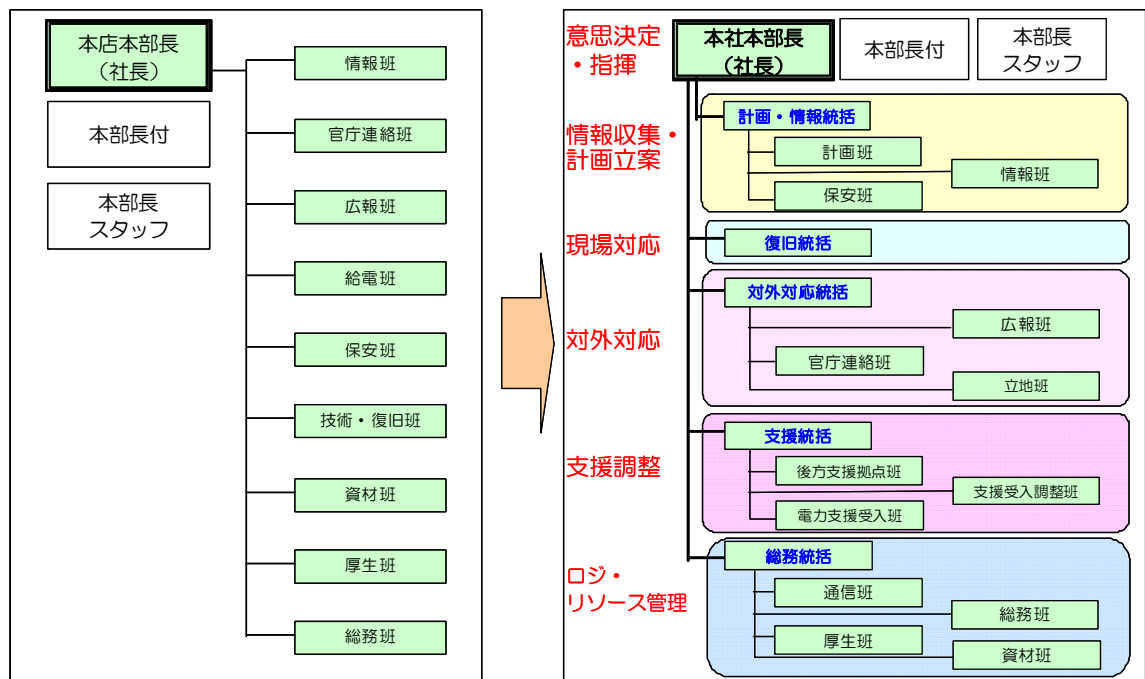 本店本部長
（社長）
本部長付
本部長
スタッフ
情報班
官庁連絡班
広報班
給電班
保安班
技術・復旧班
資材班
厚生班
総務班
意思決定
・指揮
本社本部長
（社長）
本部長付
本部長
スタッフ
情報収集・
計画立案
計画・情報統括
計画班
情報班
保安班
現場対応
復旧統括
対外対応
対外対応統括
広報班
官庁連絡班
立地班
支援調整
支援統括
後方支援拠点班
支援受入調整班
電力支援受入班
ロジ・
リソース管理
総務統括
通信班
総務班
厚生班
資材班